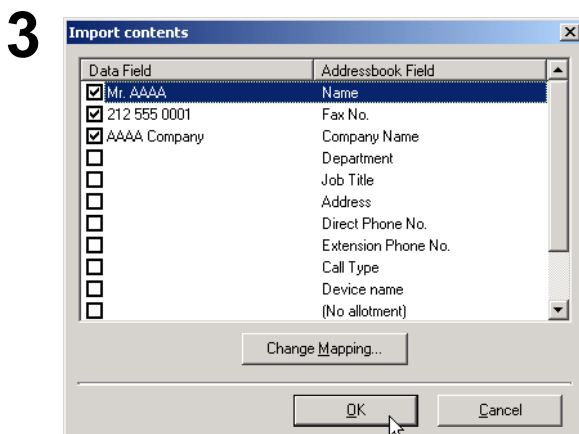 3
Import contents
Data Field Addressbook Field
Mr. AAAA Name
212 555 0001 Fax No.
AAAA Company Company Name
Department
Job Title
Address
Direct Phone No.
Extension Phone No.
Call Type
Device name
(No allotment)
Change Mapping...
OK Cancel